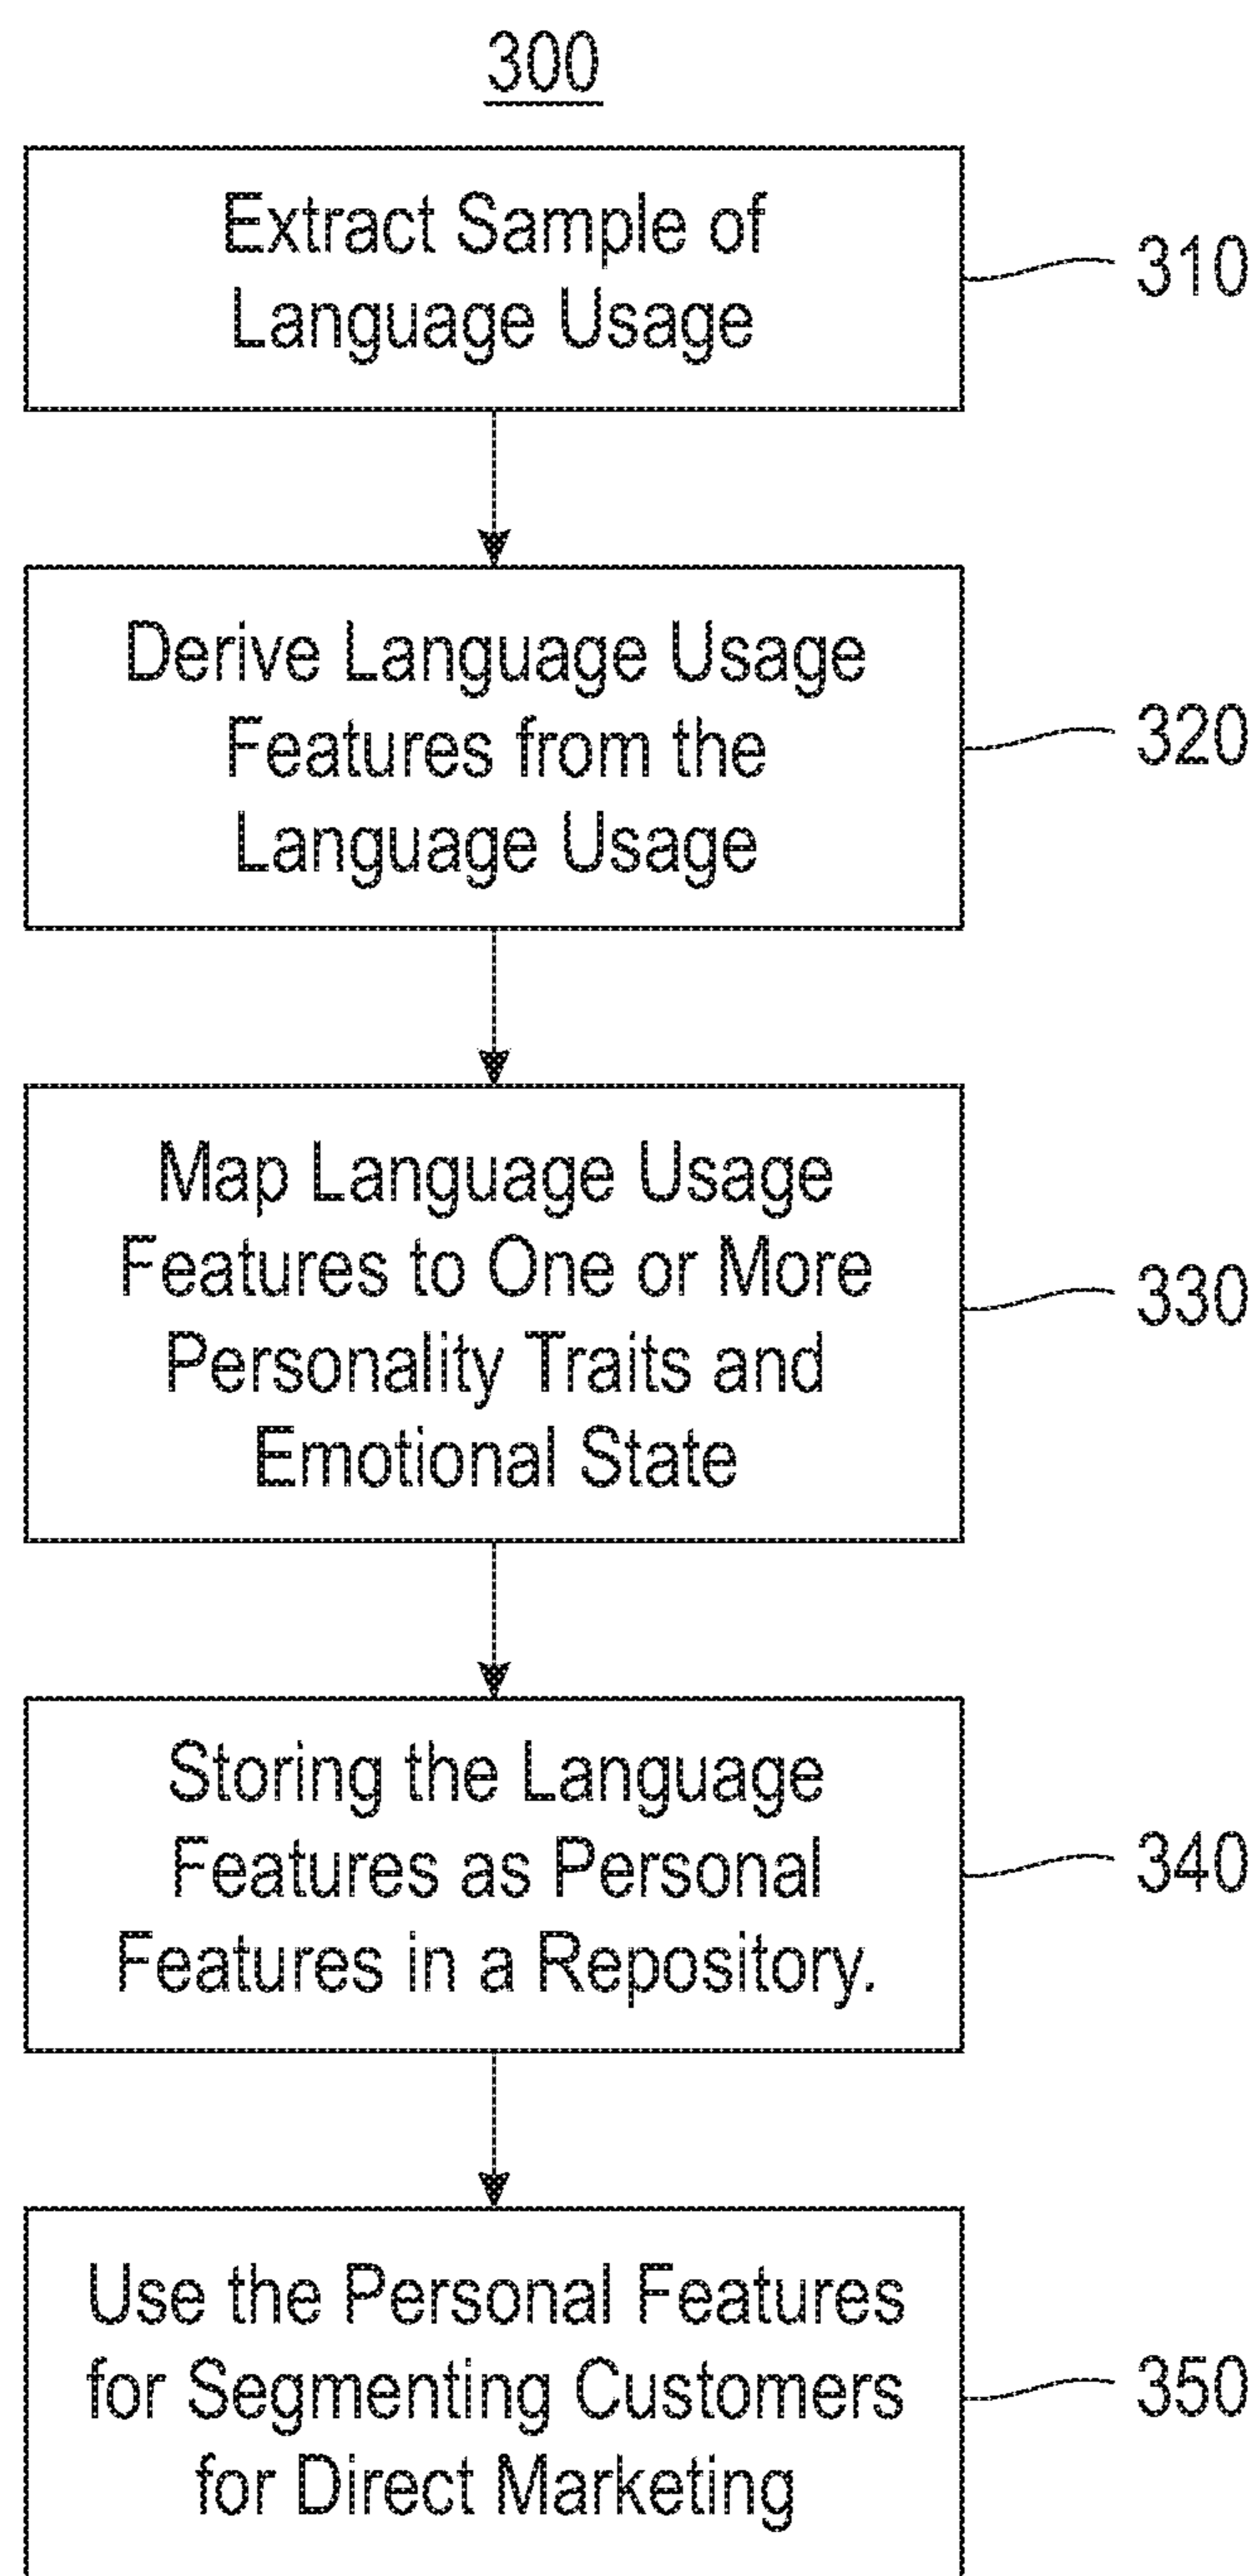 300
Extract Sample of
Language Usage
310
Derive Language Usage
Features from the
Language Usage
320
Map Language Usage
Features to One or More
Personality Traits and
Emotional State
330
Storing the Language
Features as Personal
Features in a Repository.
340
Use the Personal Features
for Segmenting Customers
for Direct Marketing
350